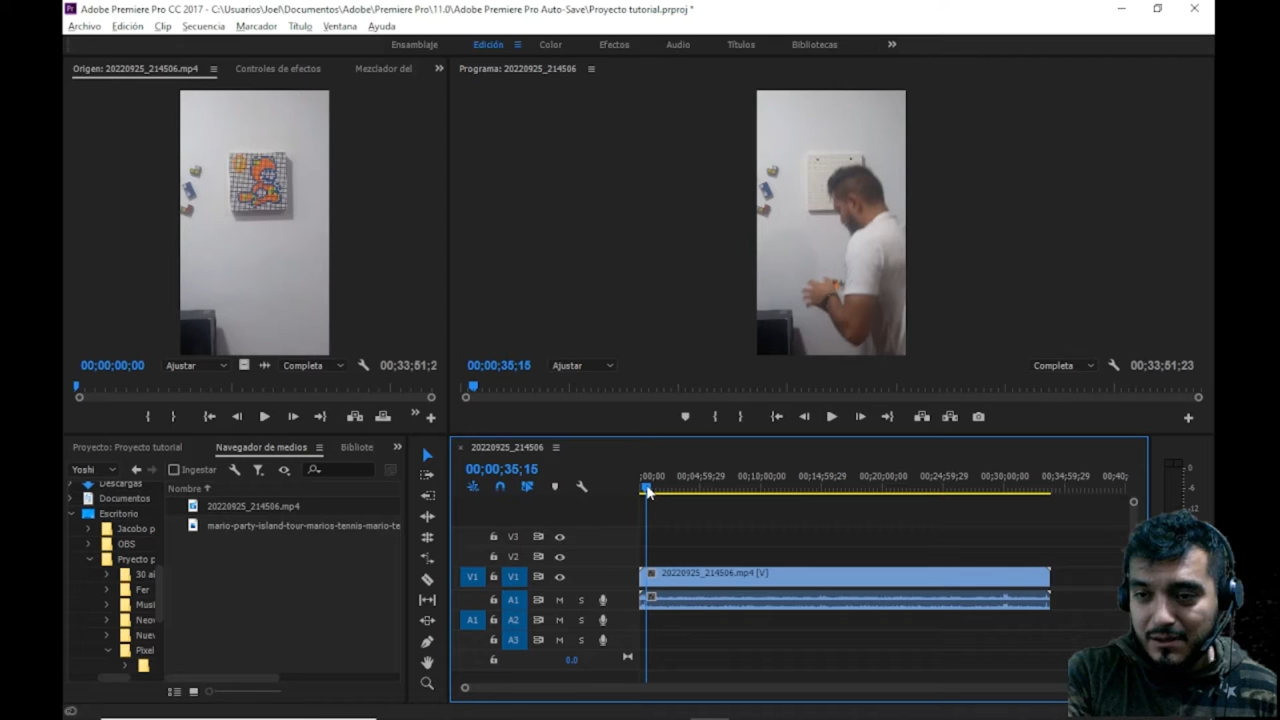 Adobe Premiere Pro CC 2017 - C:\Usuarios\Joel\Documentos\Adobe\Premiere Pro\11.0\Adobe Premiere Pro Auto-Save\Proyecto tutorial.prproj *
Archivo Edición Clip Secuencia Marcador Título Ventana Ayuda
Ensamblaje Edición Color Efectos Audio Títulos Bibliotecas
Origen: 20220925_214506.mp4 Controles de efectos Mezclador del
Programa: 20220925_214506
00;00;00;00 Ajustar Completa 00;33;51;2
00;00;35;15 Ajustar Completa 00;33;51;23
Proyecto: Proyecto tutorial Navegador de medios Bibliote
Yoshi Ingestar
Nombre
Descargas
Documentos
Escritorio
Jacobo p
OBS
Pryecto p
30 ai
Fer
Musi
Neo
Nue
Pixel
20220925_214506.mp4
mario-party-island-tour-marios-tennis-mario-te
20220925_214506
00;00;35;15
;00;00 00;04;59;29 00;10;00;00 00;14;59;29 00;20;00;00 00;24;59;29 00;30;00;00 00;34;59;29 00;40;
V3
V2
V1 V1 20220925_214506.mp4 [V]
A1 M S
A1 A2 M S
A3 M S
0.0
0
-6
-12